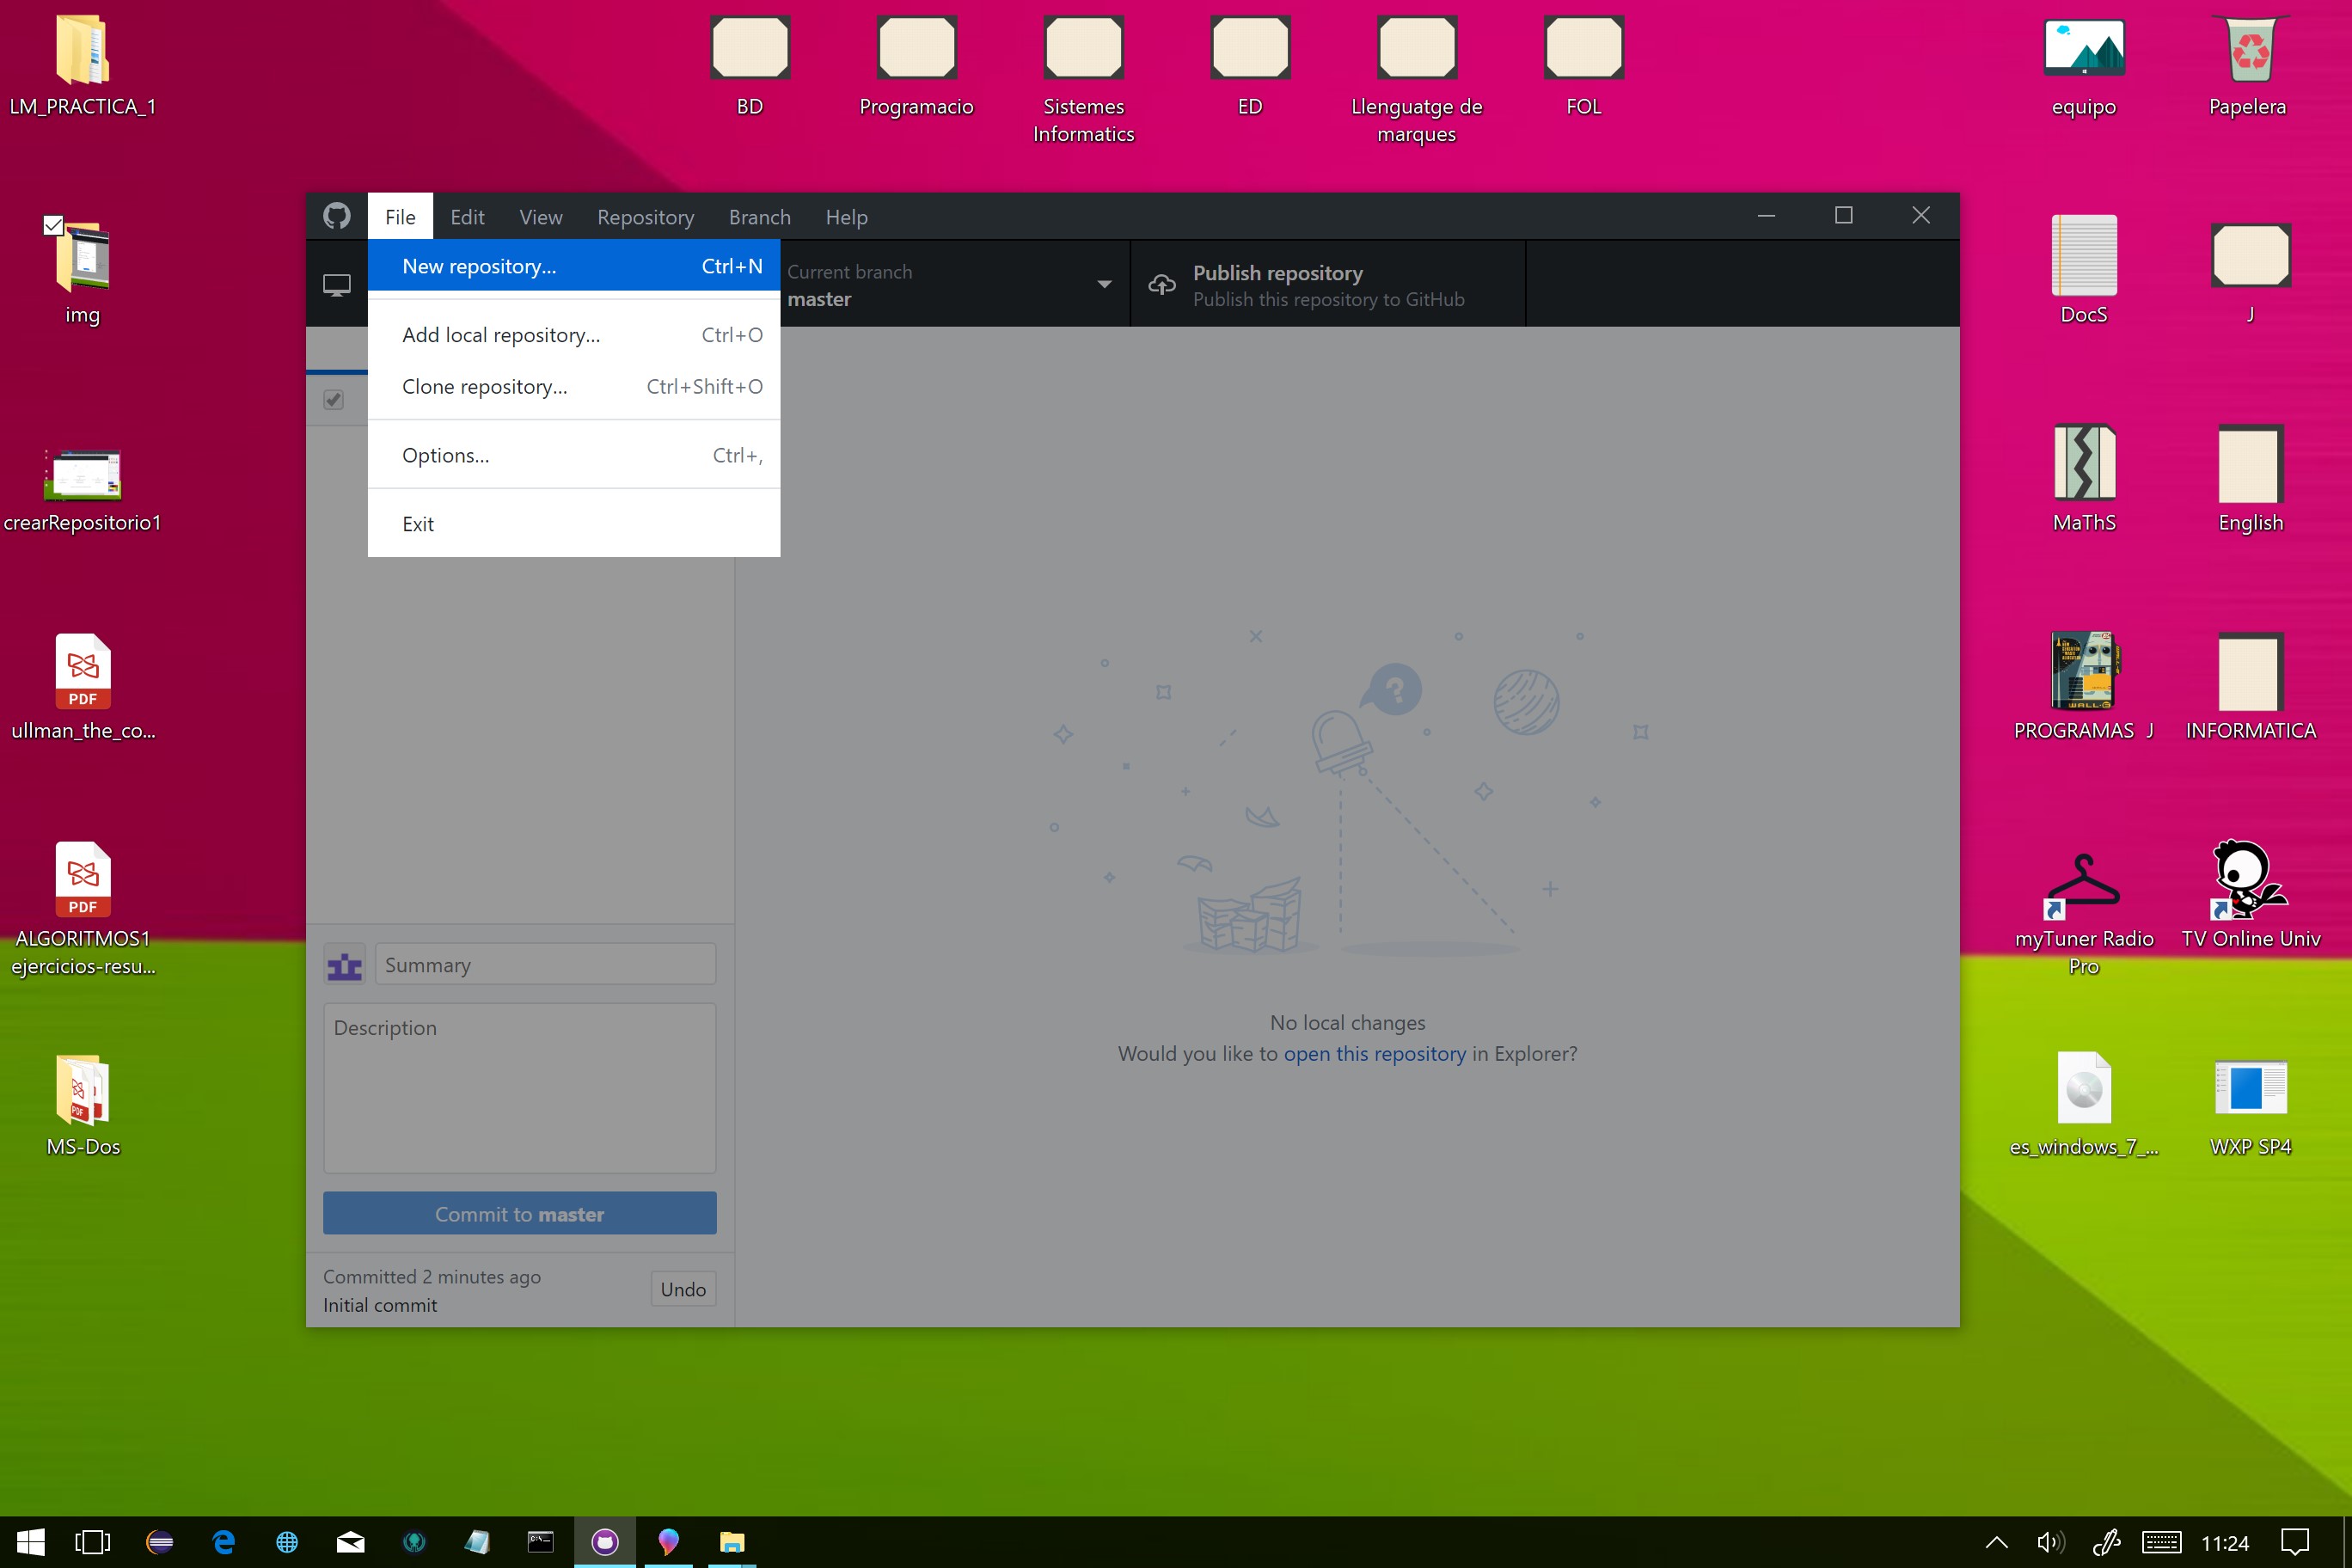 LM_PRACTICA_1
BD
Programacio
Sistemes
Informatics
ED
Llenguatge de
marques
FOL
equipo
Papelera
img
crearRepositorio1
PDF
ullman_the_co...
PDF
ALGORITMOS1
ejercicios-resu...
PDF
MS-Dos
File
Edit
View
Repository
Branch
Help
New repository... Ctrl+N
Add local repository... Ctrl+O
Clone repository... Ctrl+Shift+O
Options... Ctrl+,
Exit
Current branch
master
Publish repository
Publish this repository to GitHub
?
No local changes
Would you like to open this repository in Explorer?
Summary
Description
Commit to master
Committed 2 minutes ago
Initial commit
Undo
DocS
J
MaThS
English
WALL-E
PROGRAMAS J
INFORMATICA
myTuner Radio
Pro
TV Online Univ
es_windows_7_...
WXP SP4
11:24